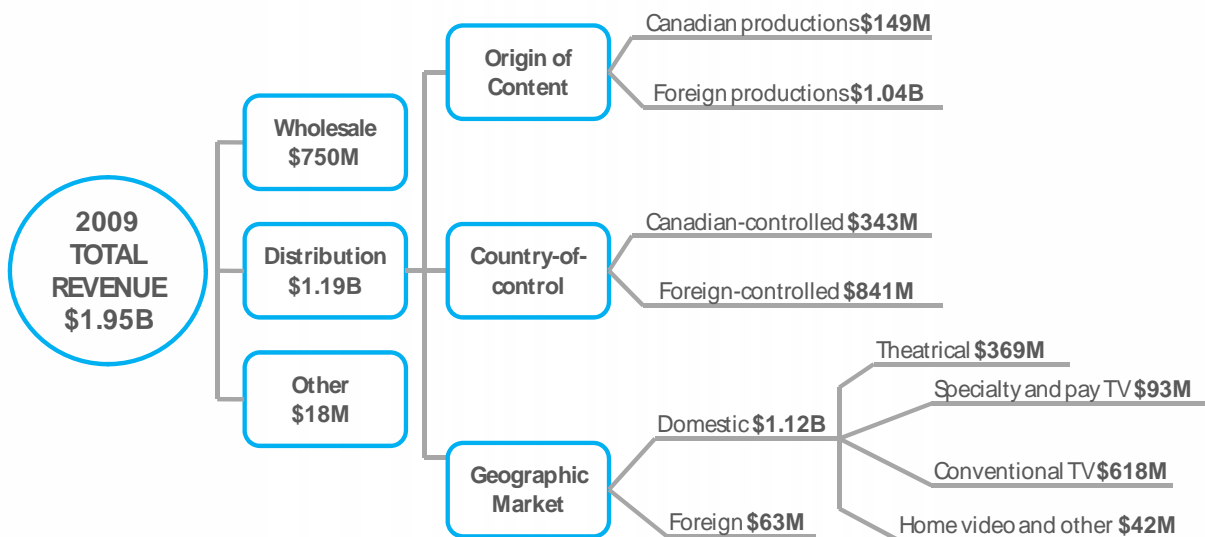 2009
TOTAL
REVENUE
$1.95B
Wholesale
$750M
Distribution
$1.19B
Other
$18M
Origin of
Content
Canadian productions $149M
Foreign productions $1.04B
Country-of-
control
Canadian-controlled $343M
Foreign-controlled $841M
Geographic
Market
Domestic $1.12B
Foreign $63M
Theatrical $369M
Specialty and pay TV $93M
Conventional TV $618M
Home video and other $42M